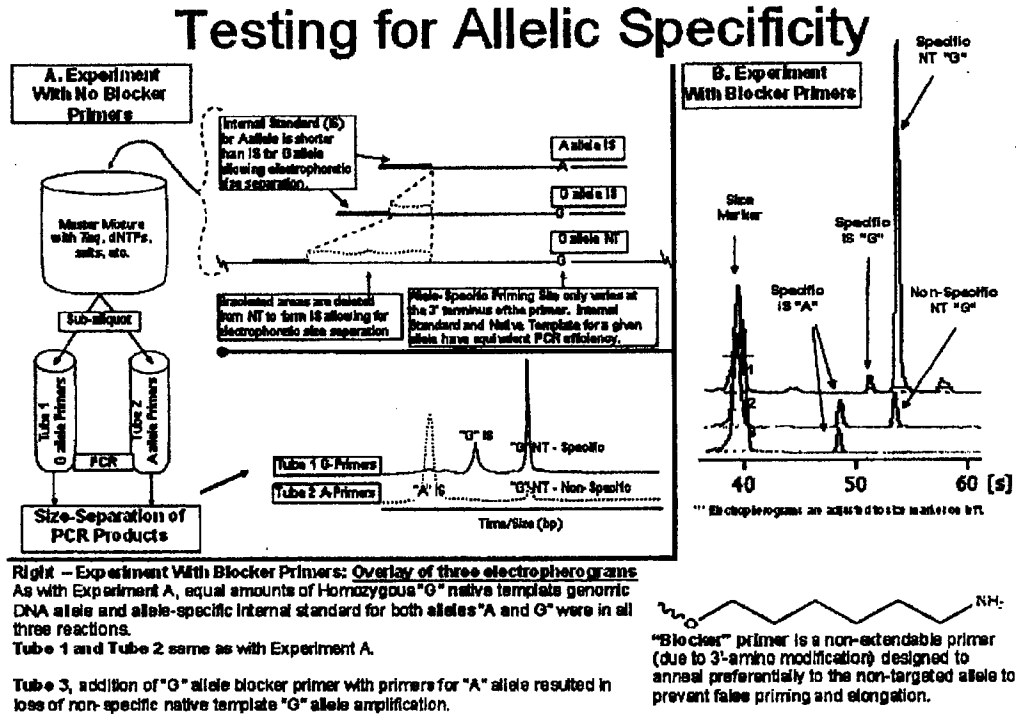 Testing for Allelic Specificity
A. Experiment
With No Blocker
Primers
Internal Standard (IS)
for A allele is shorter
than IS for G allele
allowing electrophoretic
size separation.
A allele IS
A
G allele IS
G
G allele NT
G
Master Mixture
with Taq, dNTPs,
salts, etc.
Sub-aliquot
Tube 1
G allele Primers
Tube 2
A allele Primers
PCR
Size-Separation of
PCR Products
Bracketed areas are deleted
from NT to form IS allowing for
electrophoretic size separation
Allele-Specific Priming Site only varies at
the 3' terminus of the primer. Internal
Standard and Native Template for a given
allele have equivalent PCR efficiency.
Tube 1 G-Primers
"G" IS
"G" NT - Specific
Tube 2 A-Primers
"A" IS
"G" NT - Non-Specific
Time/Size (bp)
B. Experiment
With Blocker Primers
Specific
NT "G"
Size
Marker
Specific
IS "G"
Specific
IS "A"
Non-Specific
NT "G"
1
2
3
40 50 60 [s]
*** Electropherograms are adjusted to size marker on left.
Right – Experiment With Blocker Primers: Overlay of three electropherograms
As with Experiment A, equal amounts of Homozygous "G" native template genomic
DNA allele and allele-specific internal standard for both alleles "A and G" were in all
three reactions.
Tube 1 and Tube 2 same as with Experiment A.
Tube 3, addition of "G" allele blocker primer with primers for "A" allele resulted in
loss of non-specific native template "G" allele amplification.
O
NH2
"Blocker" primer is a non-extendable primer
(due to 3'-amino modification) designed to
anneal preferentially to the non-targeted allele to
prevent false priming and elongation.